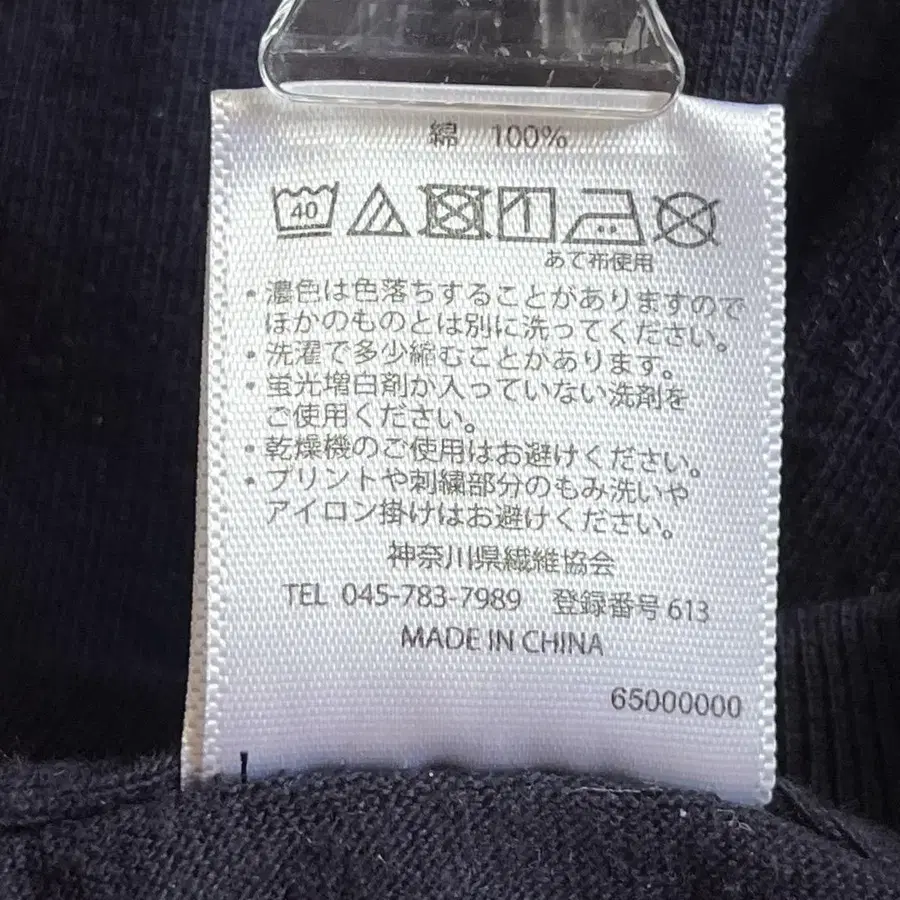 綿 100%
40
あて布使用
・濃色は色落ちすることがありますので
ほかのものとは別に洗ってください。
・洗濯で多少縮むことがあります。
・蛍光増白剤が入っていない洗剤を
ご使用ください。
・乾燥機のご使用はお避けください。
・プリントや刺繍部分のもみ洗いや
アイロン掛けはお避けください。
神奈川県繊維協会
TEL 045-783-7989 登録番号 613
MADE IN CHINA
65000000